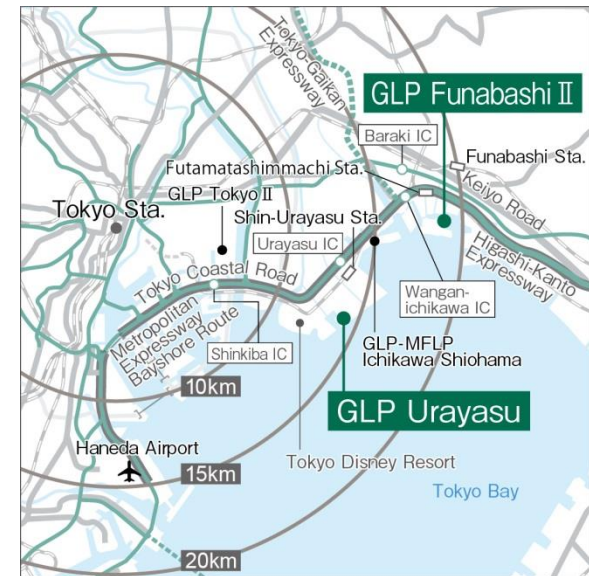 Tokyo-Gaikan
Expressway
GLP Funabashi Ⅱ
Baraki IC
Funabashi Sta.
Futamatashimmachi Sta.
Keiyo Road
GLP Tokyo Ⅱ
Tokyo Sta.
Shin-Urayasu Sta.
Higashi-Kanto
Expressway
Urayasu IC
Tokyo Coastal Road
Wangan-
ichikawa IC
Metropolitan
Expressway
Bayshore Route
Shinkiba IC
GLP-MFLP
Ichikawa Shiohama
10km
GLP Urayasu
Haneda Airport
15km
Tokyo Disney Resort
Tokyo Bay
20km